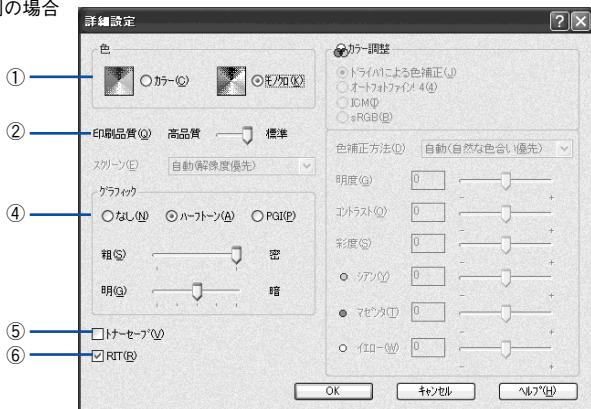 の場合
詳細設定
色
① カラー(C) モノクロ(K)
② 印刷品質(Q) 高品質 標準
スクリーン(E) 自動(解像度優先)
グラフィック
④ なし(N) ハーフトーン(A) PGI(P)
粗(S) 密
明(G) 暗
⑤ トナーセーブ(V)
⑥ RIT(R)
カラー調整
ドライバによる色補正(J)
オートフォトファイン!4(4)
ICM(I)
sRGB(B)
色補正方法(D) 自動(自然な色合い優先)
明度(G) 0
- +
コントラスト(O) 0
- +
彩度(S) 0
- +
シアン(Y) 0
- +
マゼンタ(T) 0
- +
イエロー(W) 0
- +
OK キャンセル ヘルプ(H)